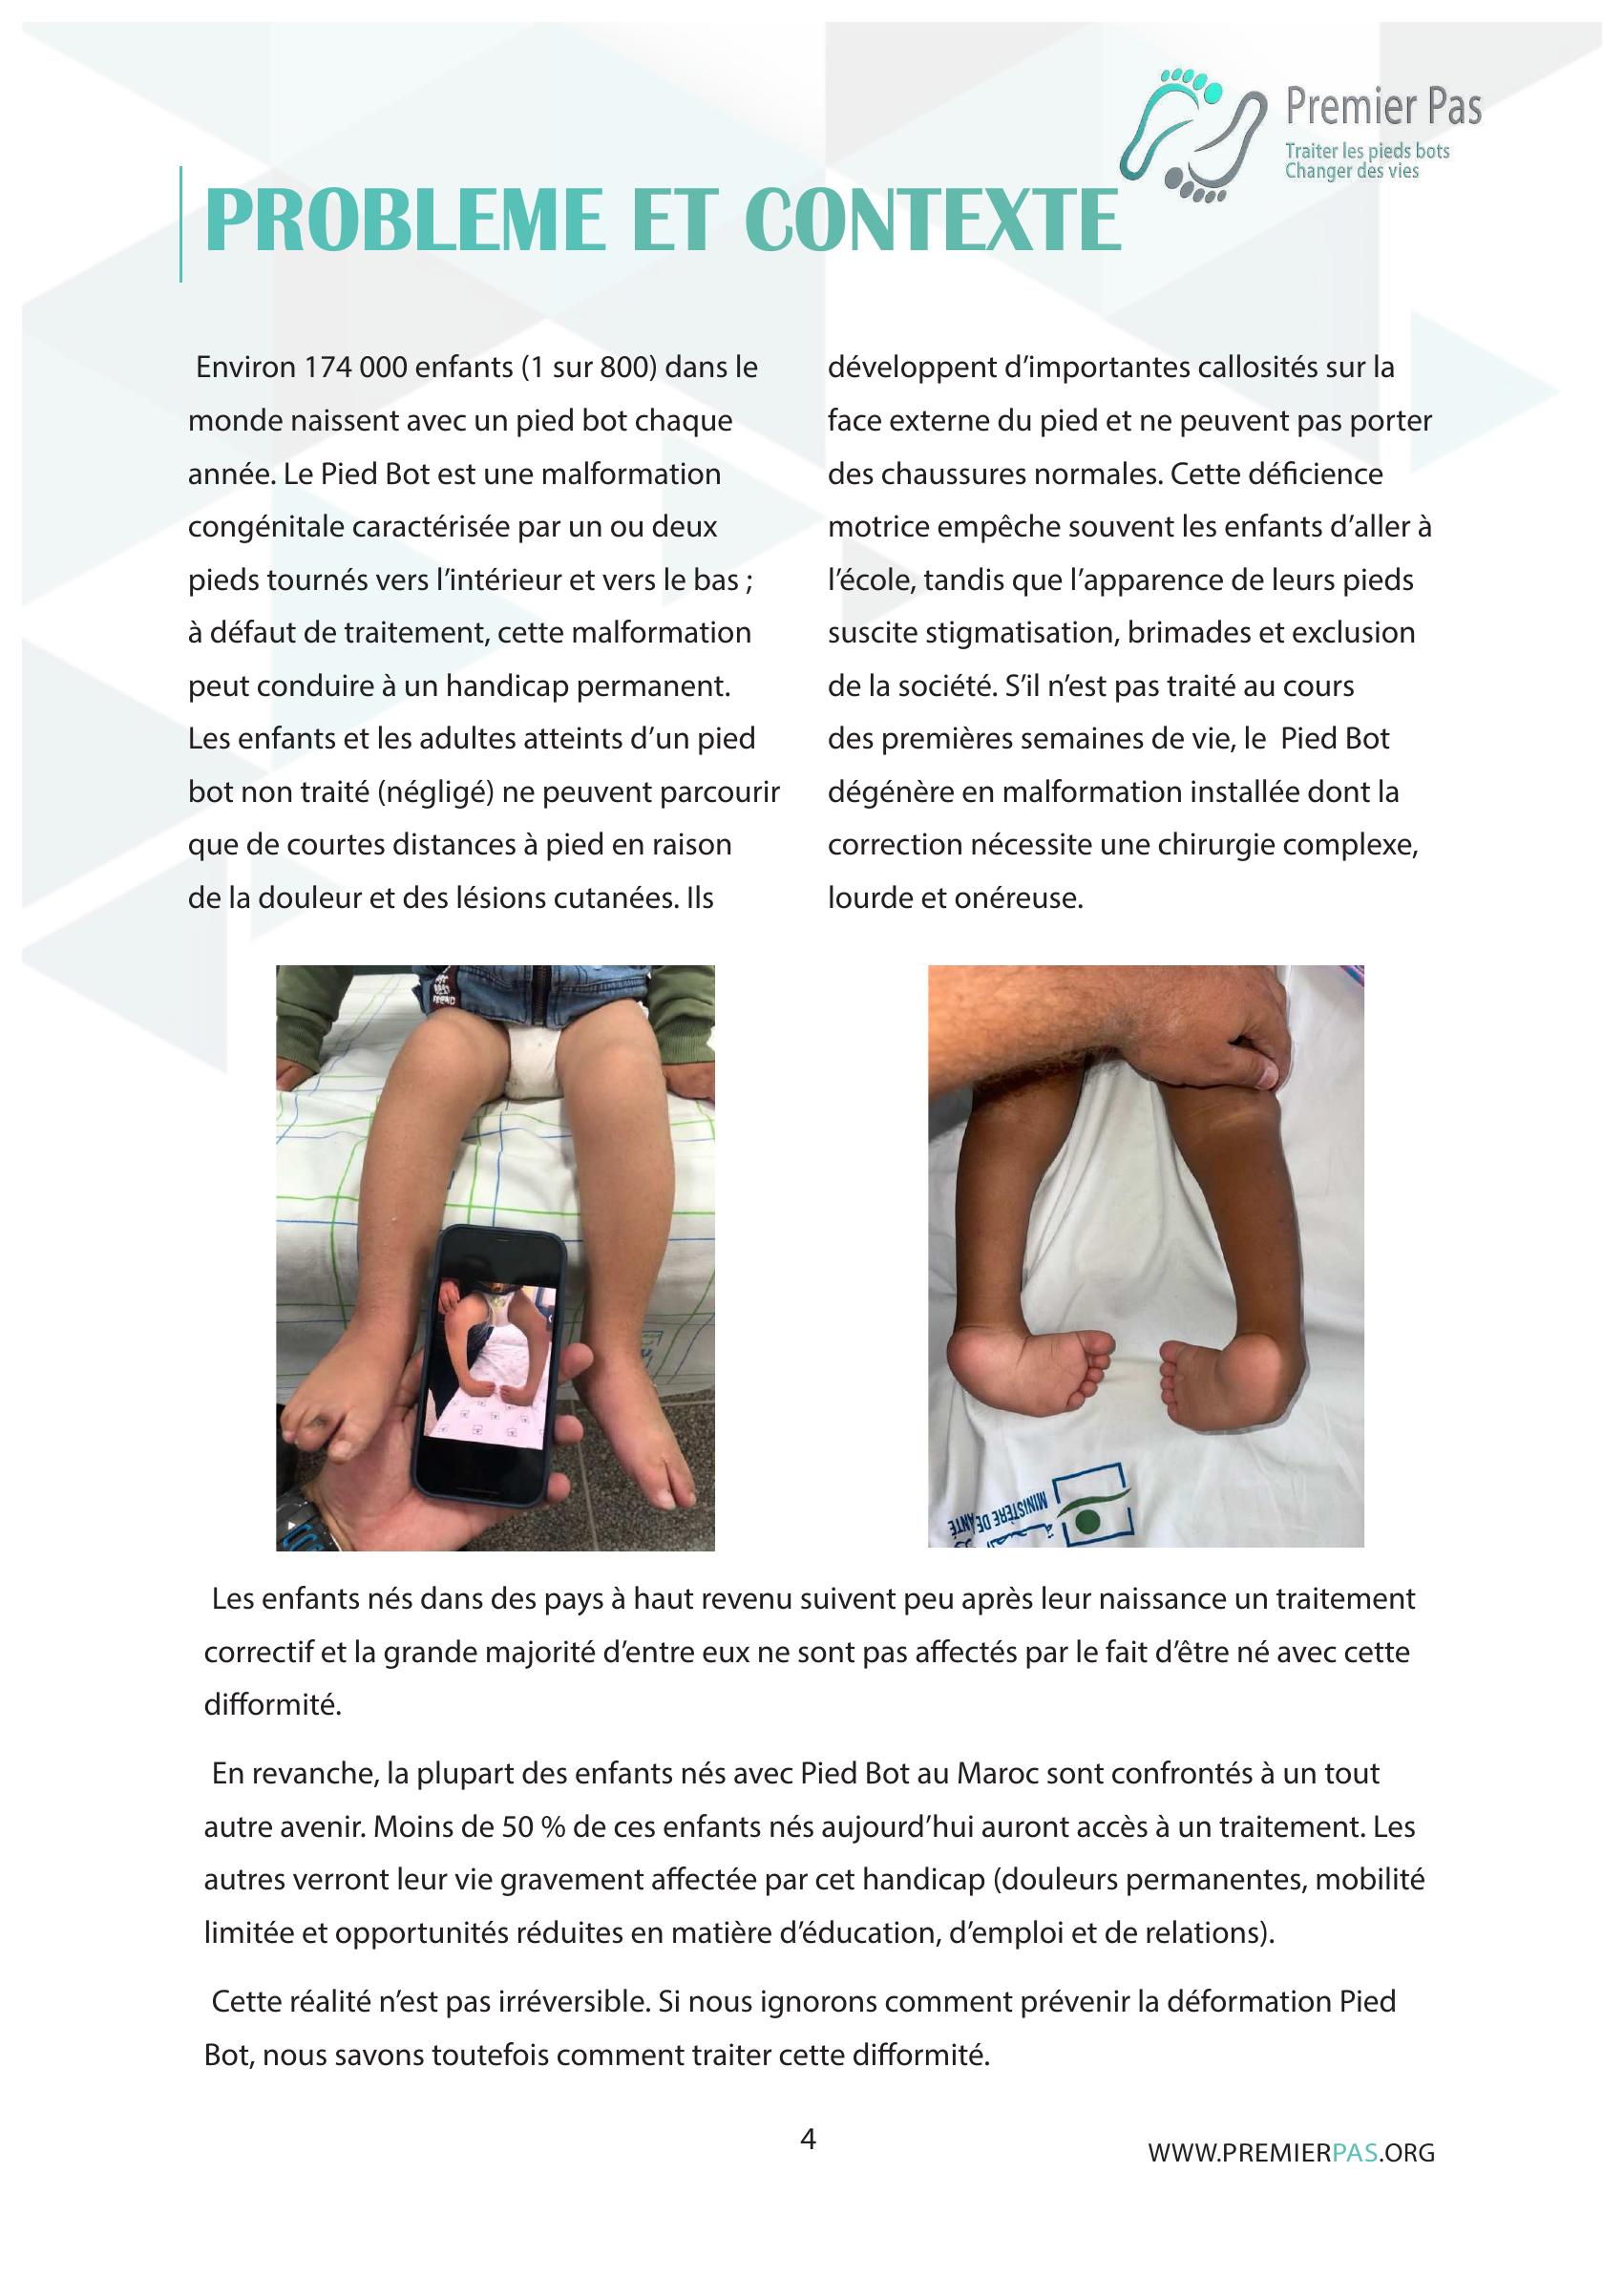 Premier Pas
Traiter les pieds bots
Changer des vies
PROBLEME ET CONTEXTE
Environ 174 000 enfants (1 sur 800) dans le
monde naissent avec un pied bot chaque
année. Le Pied Bot est une malformation
congénitale caractérisée par un ou deux
pieds tournés vers l’intérieur et vers le bas ;
à défaut de traitement, cette malformation
peut conduire à un handicap permanent.
Les enfants et les adultes atteints d’un pied
bot non traité (négligé) ne peuvent parcourir
que de courtes distances à pied en raison
de la douleur et des lésions cutanées. Ils
développent d’importantes callosités sur la
face externe du pied et ne peuvent pas porter
des chaussures normales. Cette déficience
motrice empêche souvent les enfants d’aller à
l’école, tandis que l’apparence de leurs pieds
suscite stigmatisation, brimades et exclusion
de la société. S’il n’est pas traité au cours
des premières semaines de vie, le  Pied Bot
dégénère en malformation installée dont la
correction nécessite une chirurgie complexe,
lourde et onéreuse.
MINISTÈRE DE
Les enfants nés dans des pays à haut revenu suivent peu après leur naissance un traitement
correctif et la grande majorité d’entre eux ne sont pas affectés par le fait d’être né avec cette
difformité.
En revanche, la plupart des enfants nés avec Pied Bot au Maroc sont confrontés à un tout
autre avenir. Moins de 50 % de ces enfants nés aujourd’hui auront accès à un traitement. Les
autres verront leur vie gravement affectée par cet handicap (douleurs permanentes, mobilité
limitée et opportunités réduites en matière d’éducation, d’emploi et de relations).
Cette réalité n’est pas irréversible. Si nous ignorons comment prévenir la déformation Pied
Bot, nous savons toutefois comment traiter cette difformité.
4
WWW.PREMIERPAS.ORG